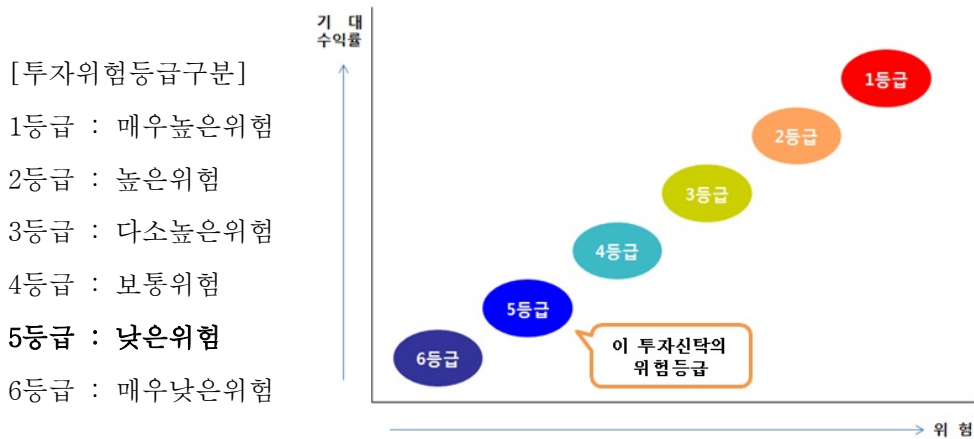 [투자위험등급구분]
1등급 : 매우높은위험
2등급 : 높은위험
3등급 : 다소높은위험
4등급 : 보통위험
5등급 : 낮은위험
6등급 : 매우낮은위험
기 대
수익률
1등급
2등급
3등급
4등급
5등급
6등급
이 투자신탁의
위험등급
위 험